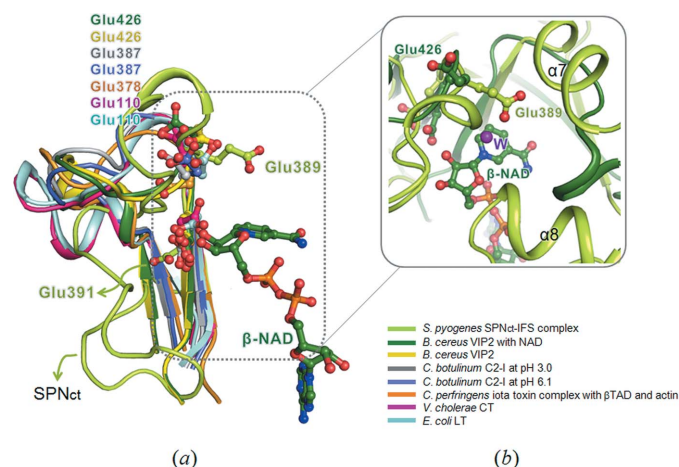 (a)
Glu426
Glu426
Glu387
Glu387
Glu378
Glu110
Glu110
Glu389
Glu391
β-NAD
SPNct
(b)
Glu426
α7
Glu389
W
β-NAD
α8
S. pyogenes SPNct-IFS complex
B. cereus VIP2 with NAD
B. cereus VIP2
C. botulinum C2-I at pH 3.0
C. botulinum C2-I at pH 6.1
C. perfringens iota toxin complex with βTAD and actin
V. cholerae CT
E. coli LT
(a)
(b)